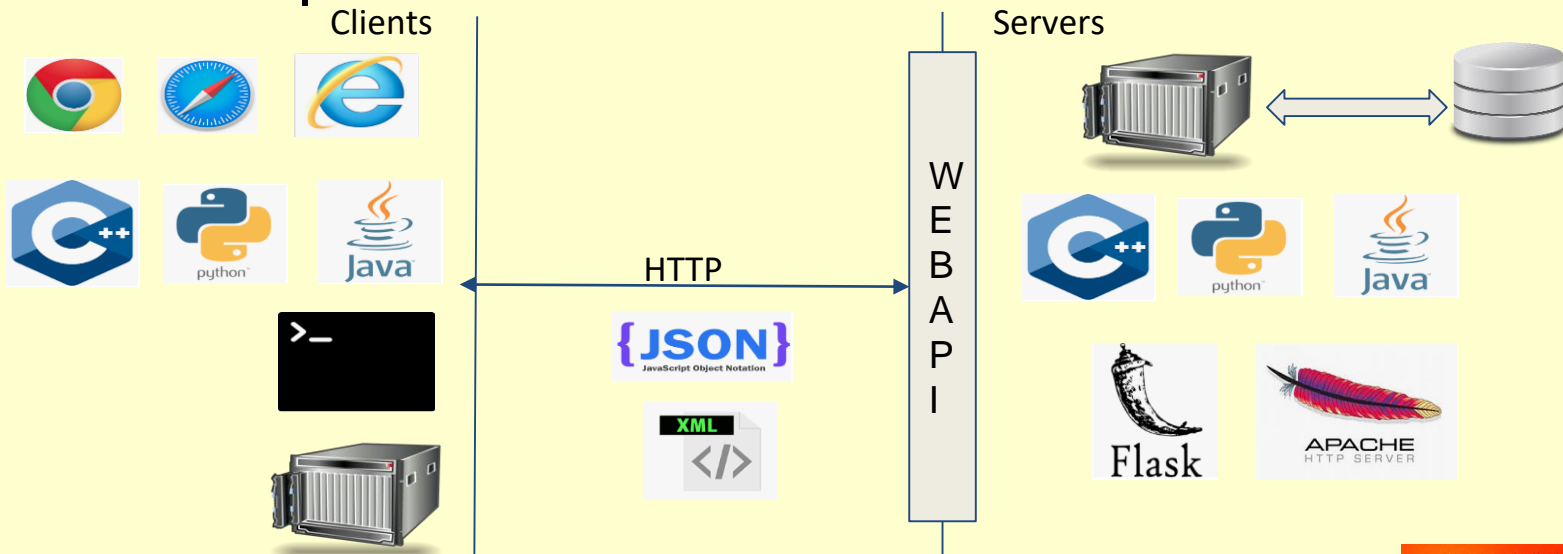 Clients
Servers
++
python
Java
>_
HTTP
{JSON}
JavaScript Object Notation
XML
</>
W
E
B
A
P
I
++
python
Java
Flask
APACHE
HTTP SERVER